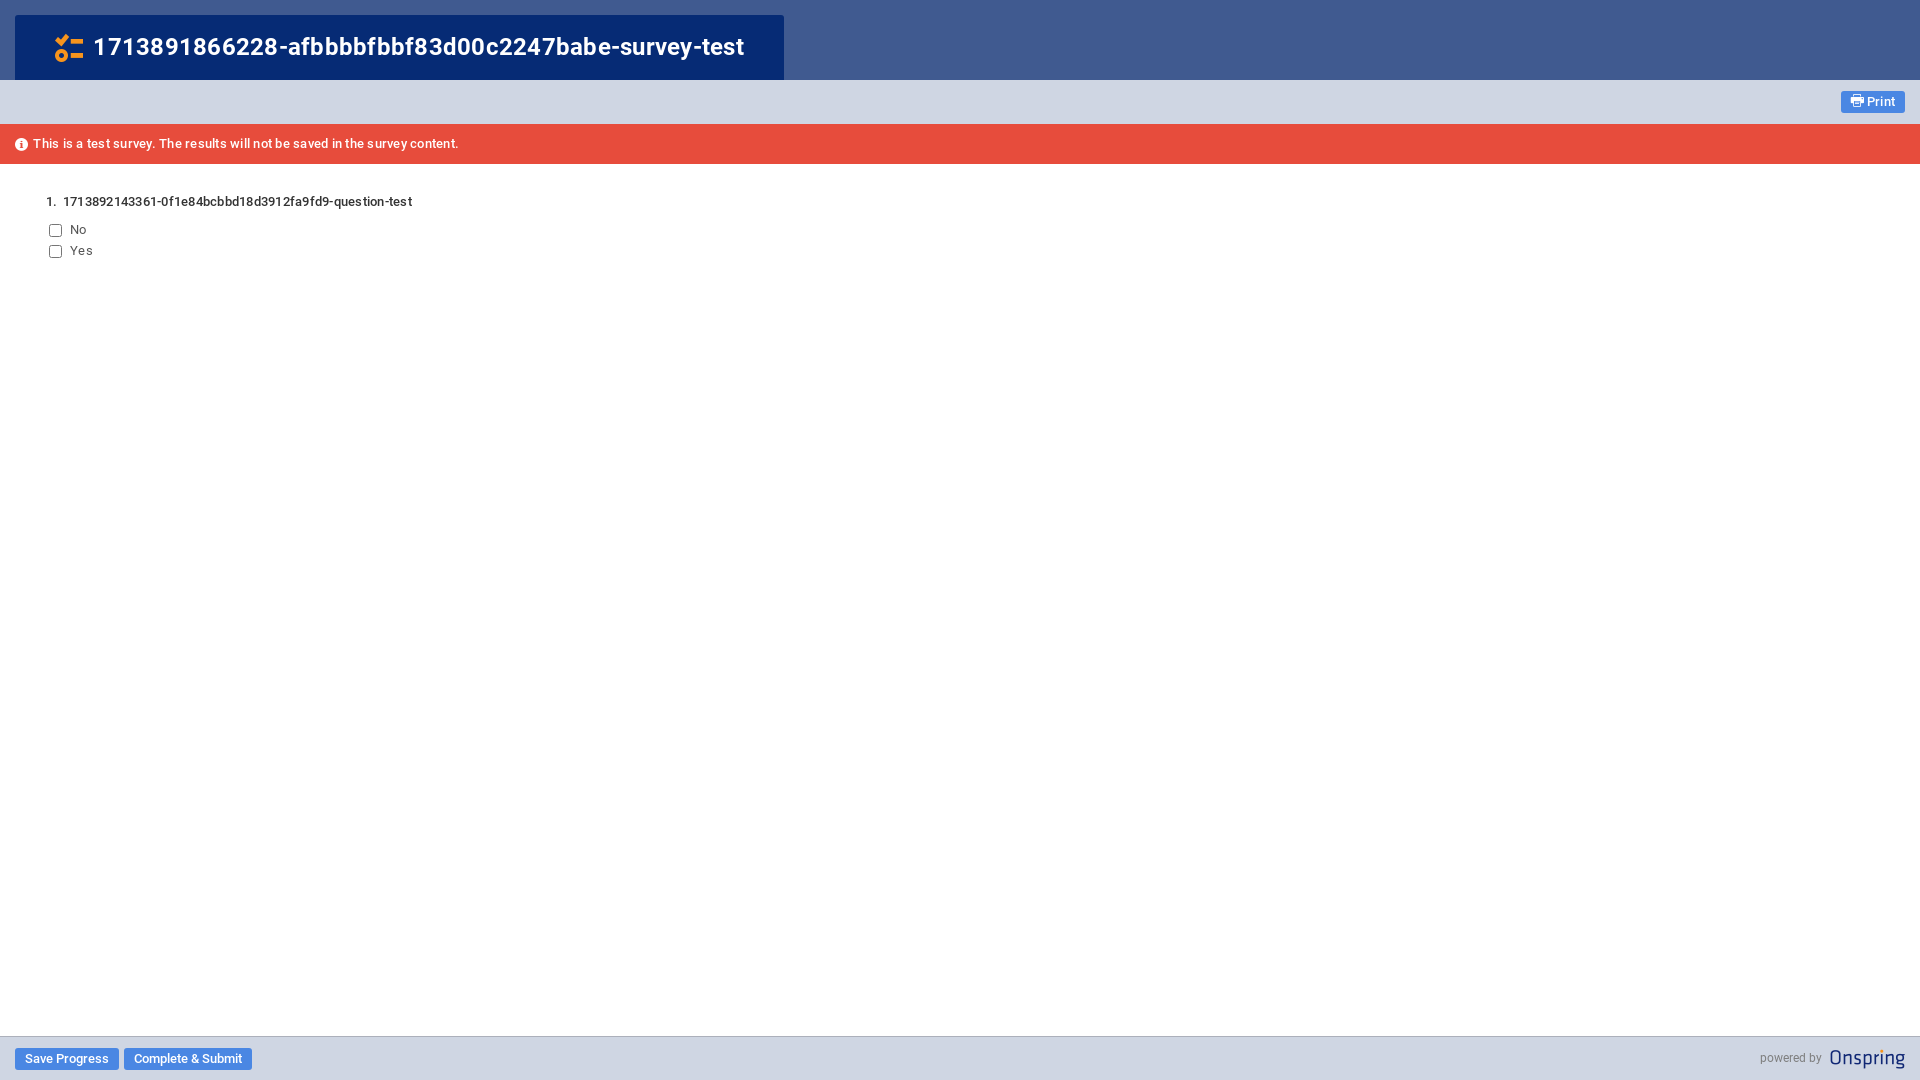 1713891866228-afbbbbfbbf83d00c2247babe-survey-test
Print
This is a test survey. The results will not be saved in the survey content.
1. 1713892143361-0f1e84bcbbd18d3912fa9fd9-question-test
No
Yes
Save Progress Complete & Submit
powered by Onspring